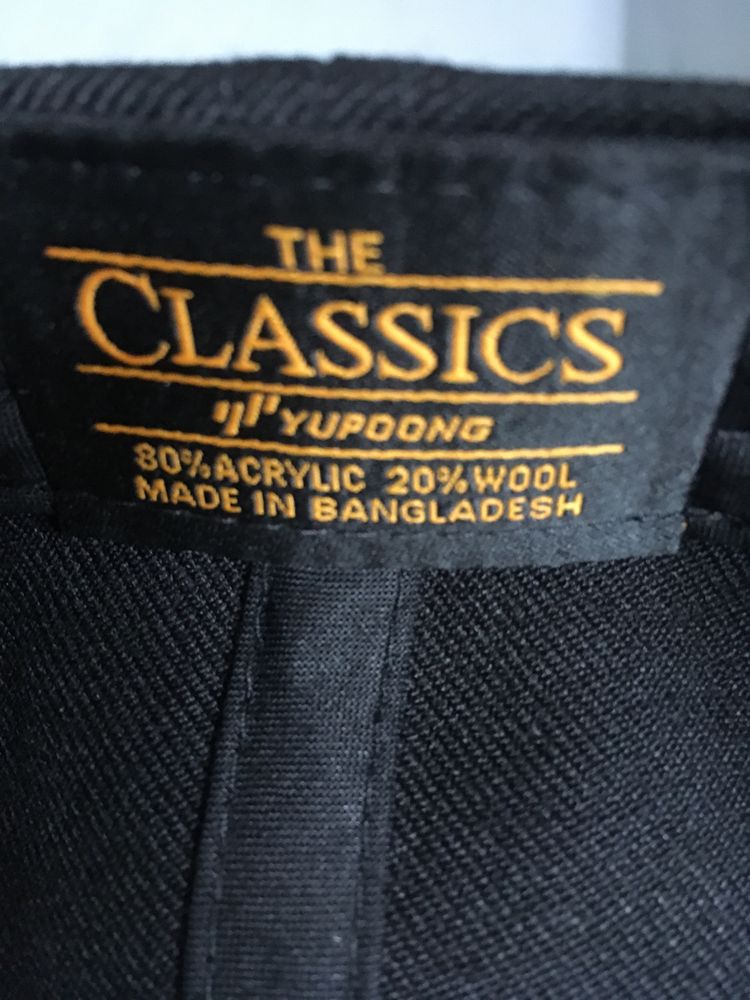 THE
CLASSICS
YUPOONG
80% ACRYLIC 20% WOOL
MADE IN BANGLADESH